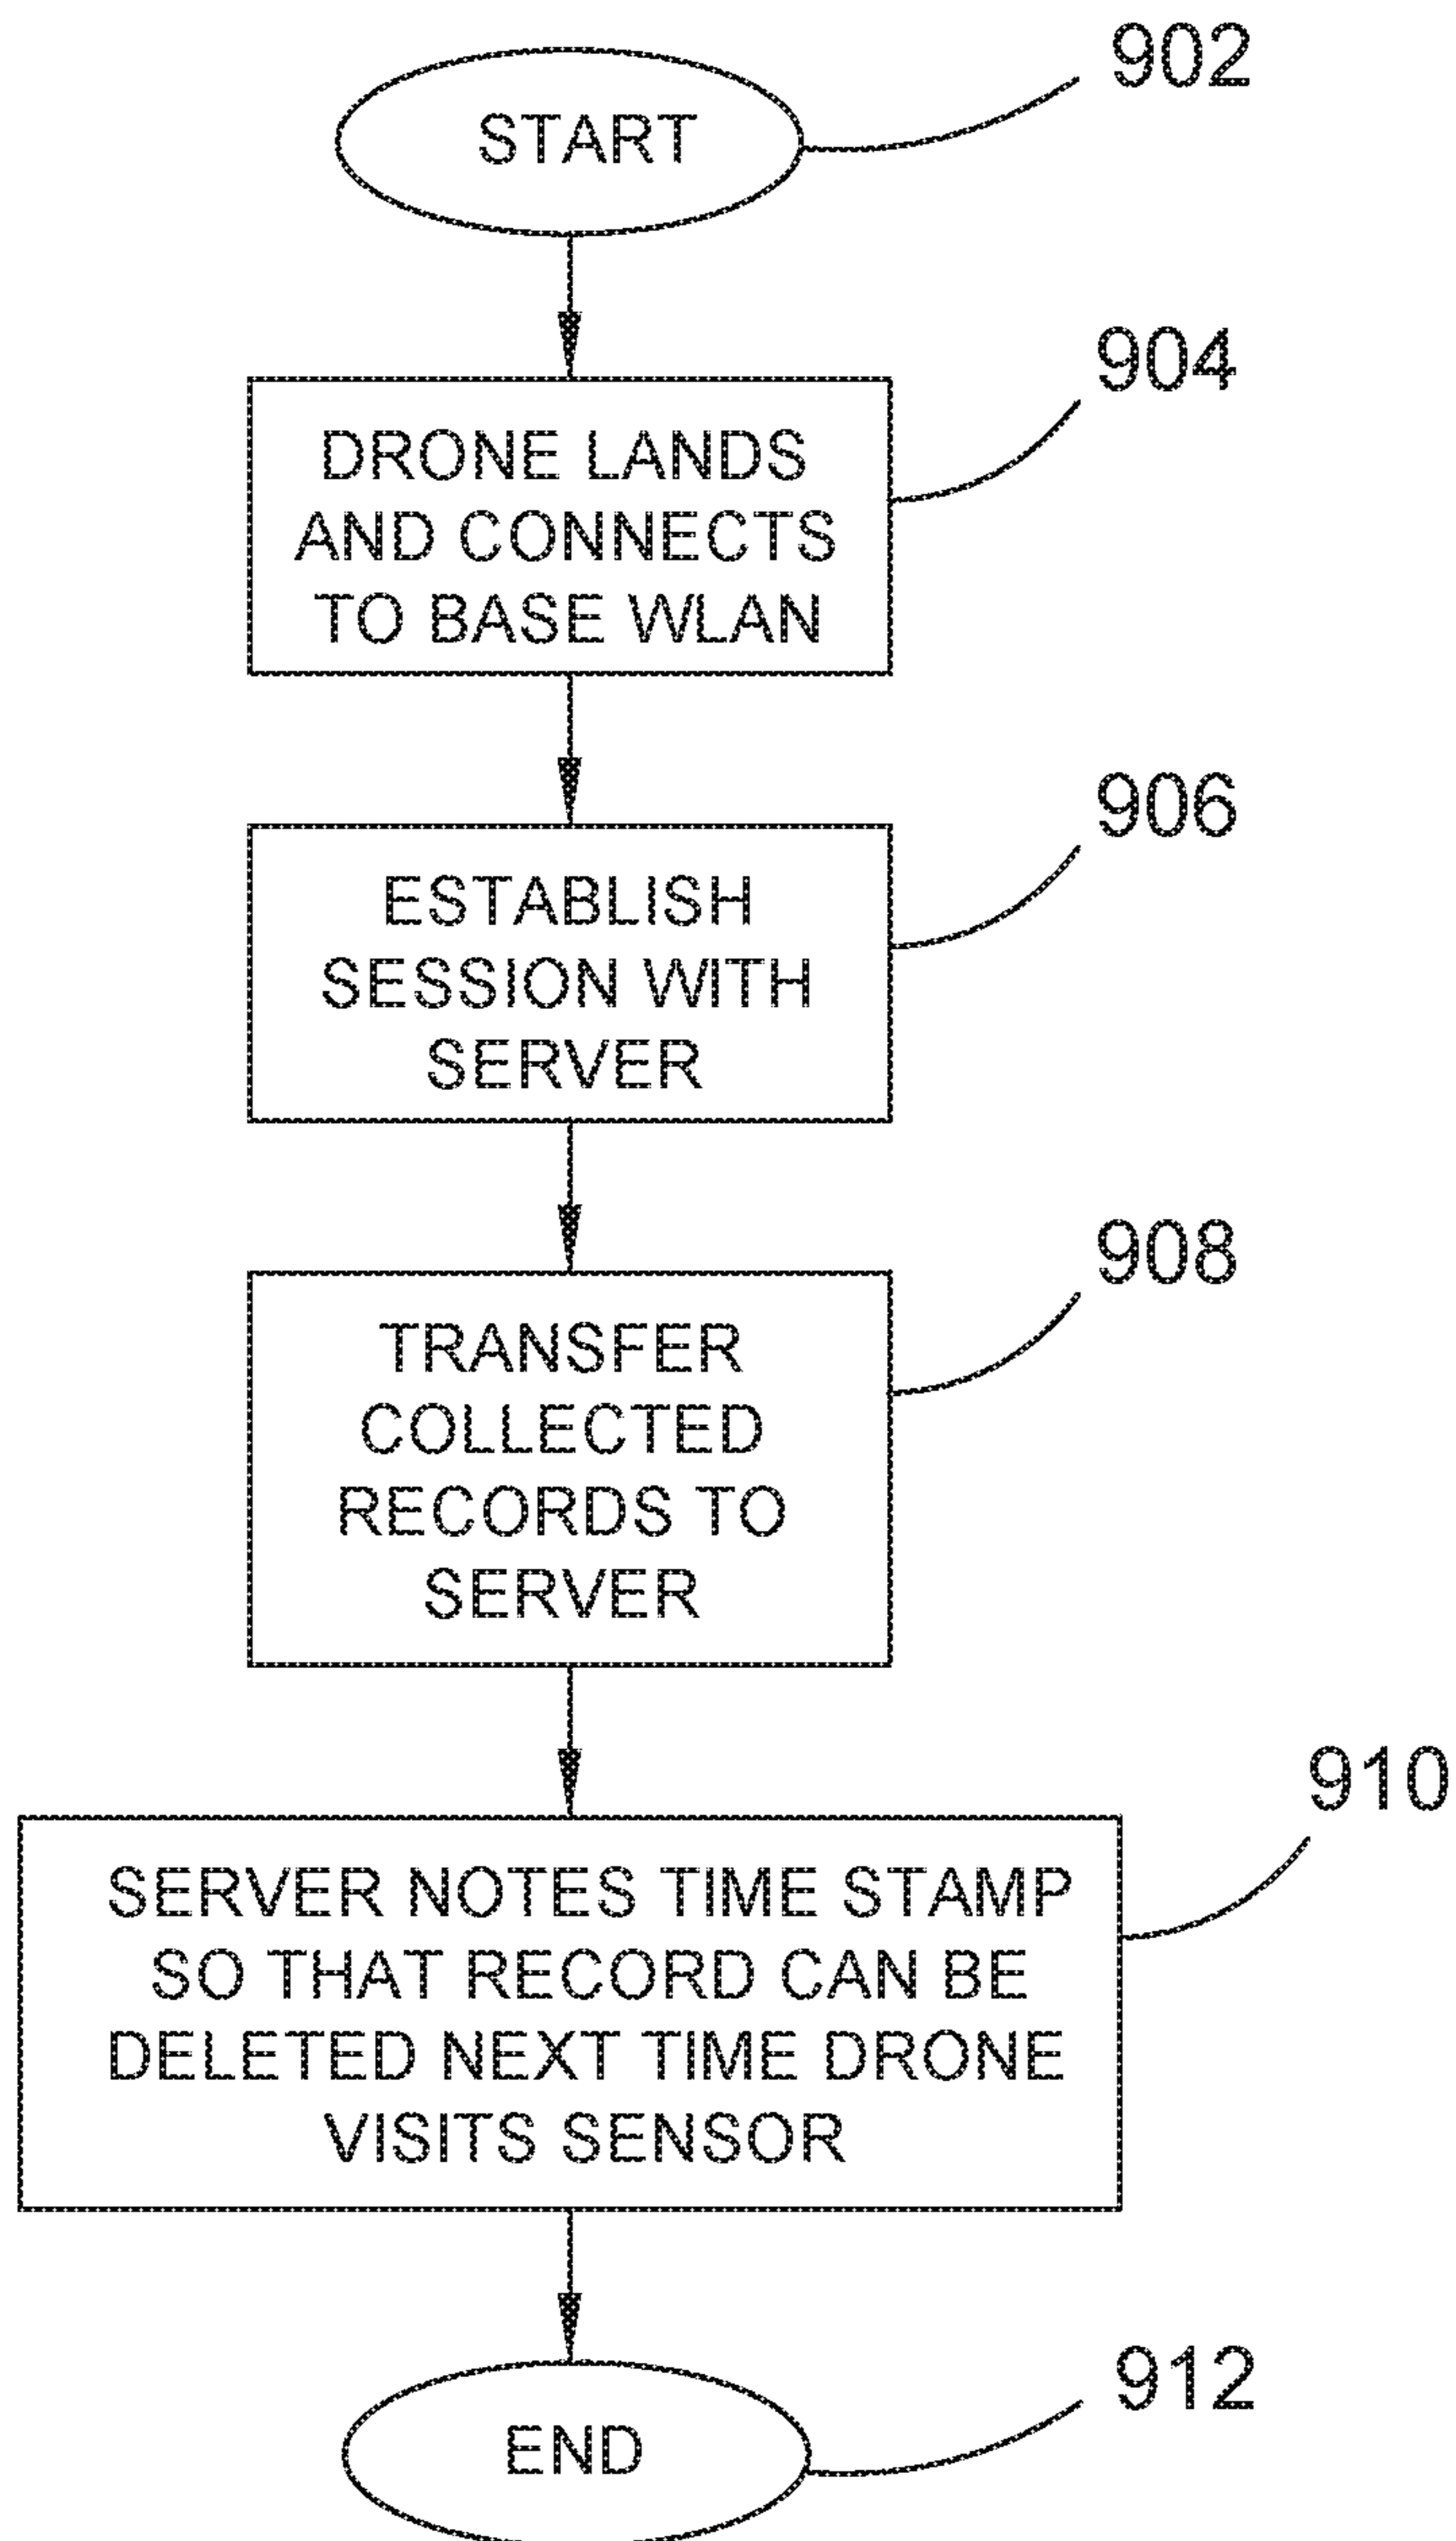 902
START
904
DRONE LANDS
AND CONNECTS
TO BASE WLAN
906
ESTABLISH
SESSION WITH
SERVER
908
TRANSFER
COLLECTED
RECORDS TO
SERVER
910
SERVER NOTES TIME STAMP
SO THAT RECORD CAN BE
DELETED NEXT TIME DRONE
VISITS SENSOR
912
END